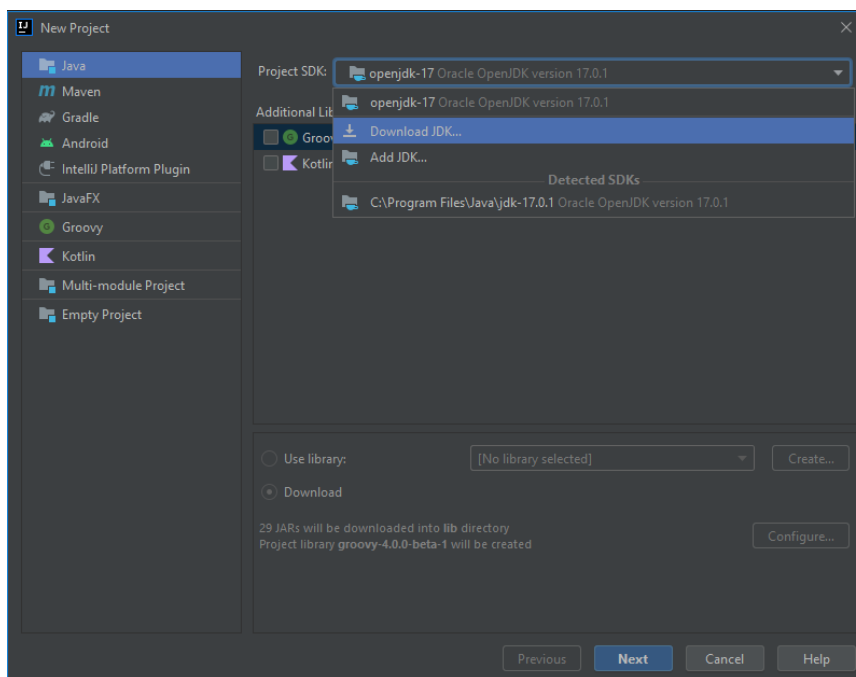 New Project
Java
Maven
Gradle
Android
IntelliJ Platform Plugin
JavaFX
Groovy
Kotlin
Multi-module Project
Empty Project
Project SDK: openjdk-17 Oracle OpenJDK version 17.0.1
openjdk-17 Oracle OpenJDK version 17.0.1
Additional Lib
Download JDK...
Groov
Add JDK...
Kotlin
Detected SDKs
C:\Program Files\Java\jdk-17.0.1 Oracle OpenJDK version 17.0.1
Use library: [No library selected] Create...
Download
29 JARs will be downloaded into lib directory
Project library groovy-4.0.0-beta-1 will be created
Configure...
Previous Next Cancel Help